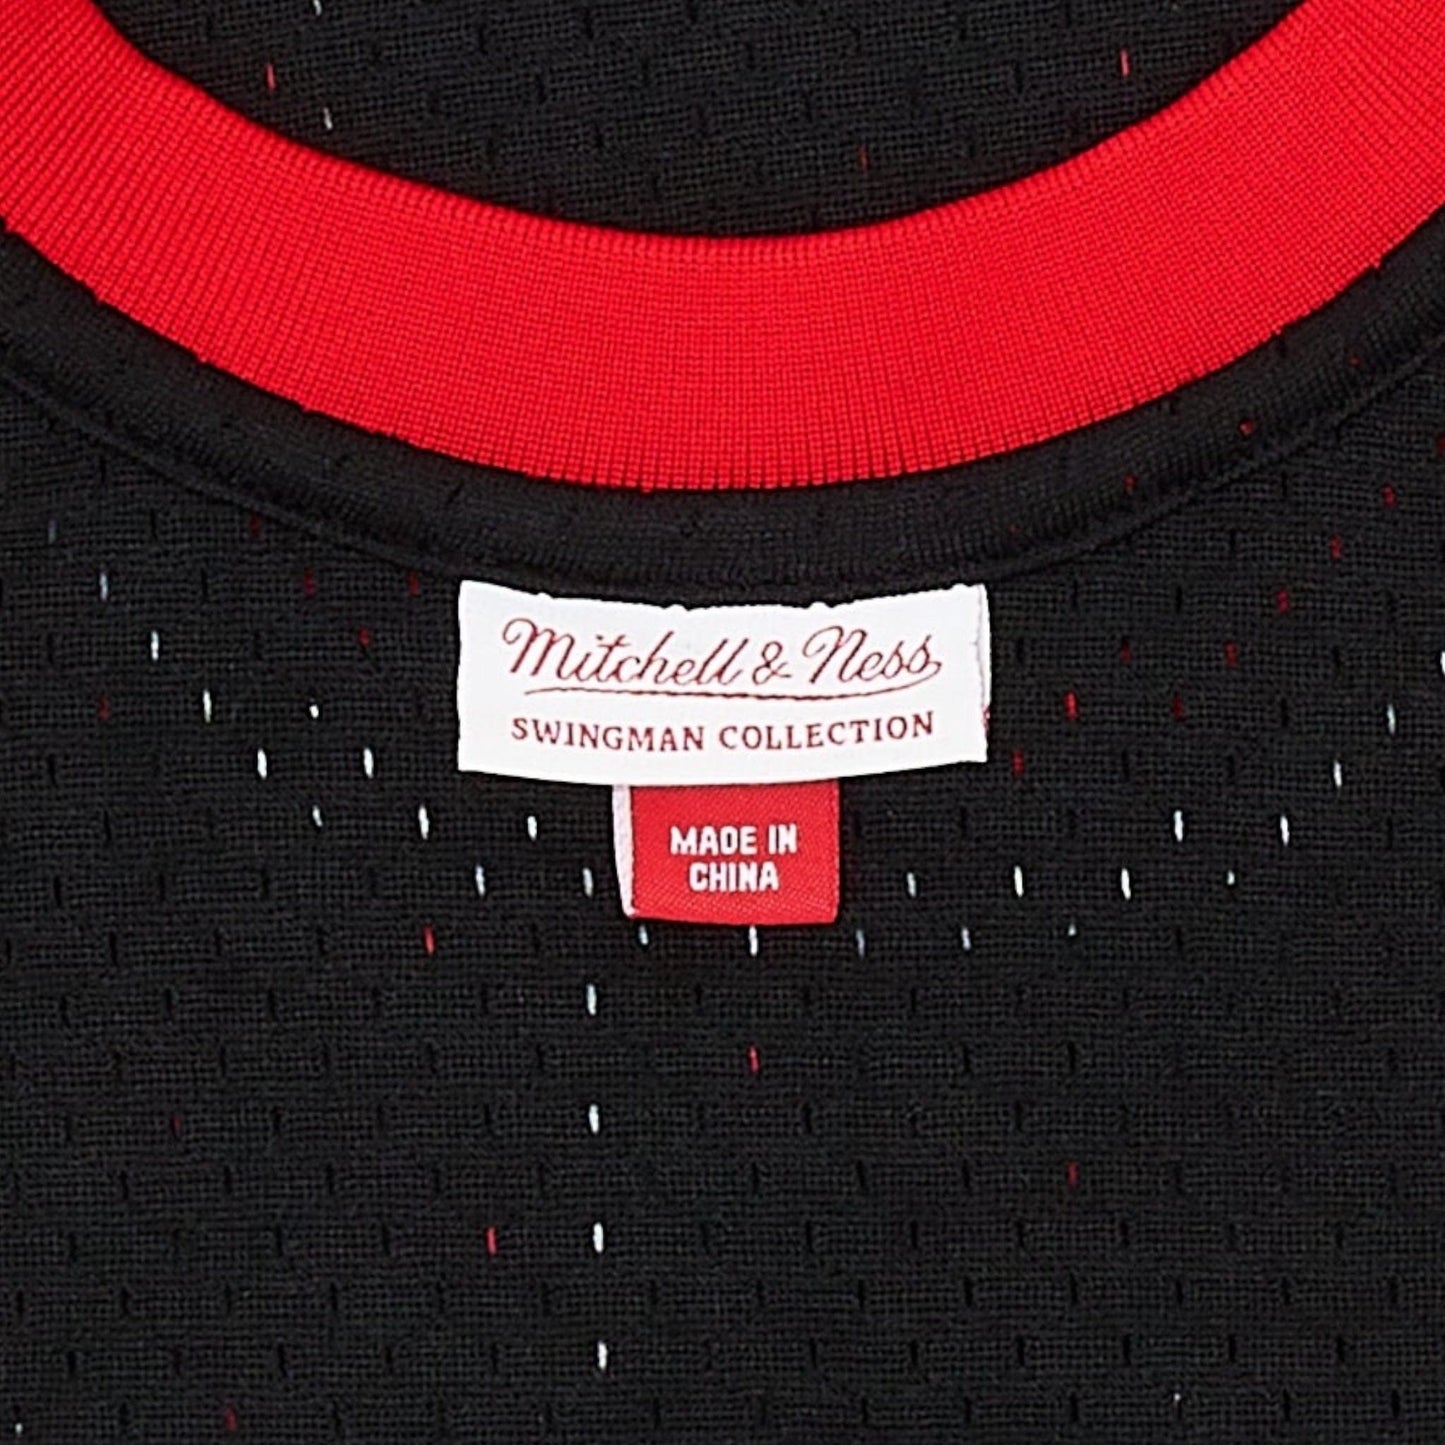 Mitchell & Ness
SWINGMAN COLLECTION
MADE IN
CHINA